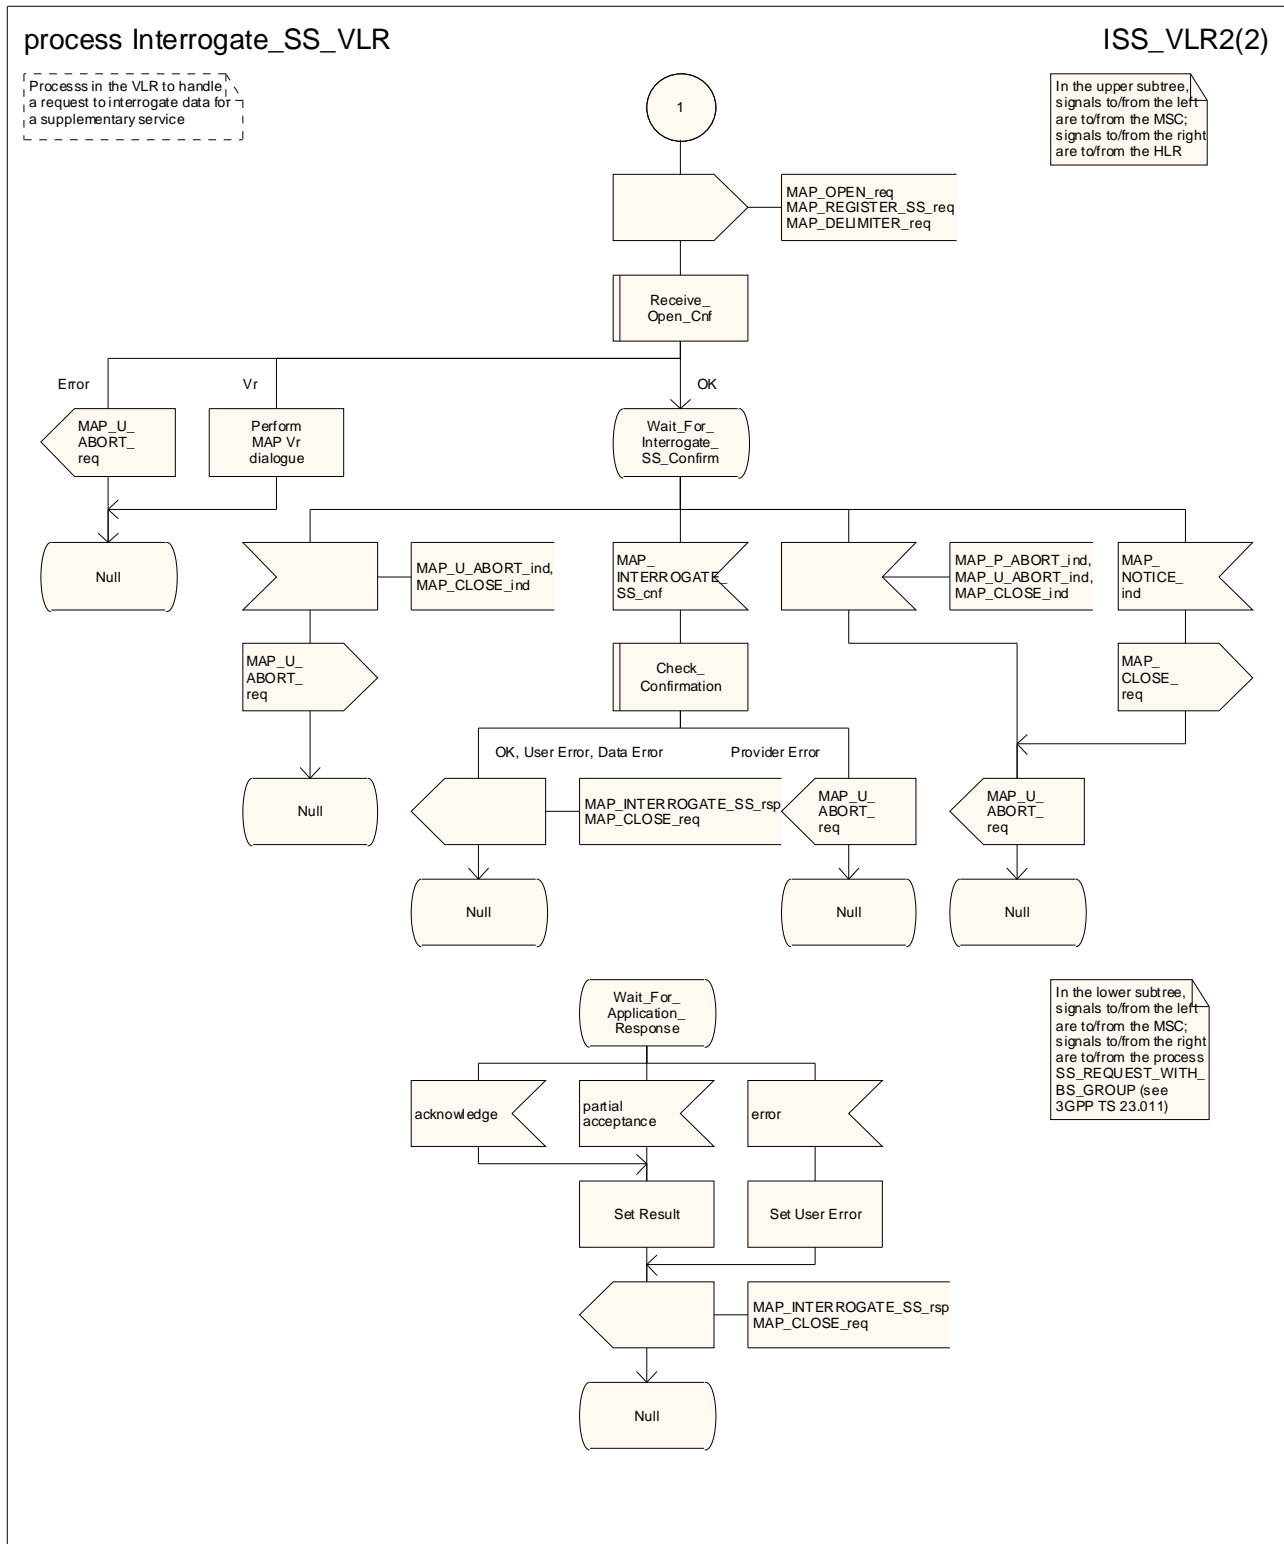 process Interrogate_SS_VLR
ISS_VLR2(2)
Processs in the VLR to handle
a request to interrogate data for
a supplementary service
1
In the upper subtree,
signals to/from the left
are to/from the MSC;
signals to/from the right
are to/from the HLR
MAP_OPEN_req
MAP_REGISTER_SS_req
MAP_DELIMITER_req
Receive_
Open_Cnf
Error
Vr
OK
MAP_U_
ABORT_
req
Perform
MAP Vr
dialogue
Wait_For_
Interrogate_
SS_Confirm
Null
MAP_U_ABORT_ind,
MAP_CLOSE_ind
MAP_
INTERROGATE_
SS_cnf
MAP_P_ABORT_ind,
MAP_U_ABORT_ind,
MAP_CLOSE_ind
MAP_
NOTICE_
ind
MAP_U_
ABORT_
req
Check_
Confirmation
MAP_
CLOSE_
req
OK, User Error, Data Error
Provider Error
Null
MAP_INTERROGATE_SS_rsp
MAP_CLOSE_req
MAP_U_
ABORT_
req
MAP_U_
ABORT_
req
Null
Null
Null
Wait_For_
Application_
Response
In the lower subtree,
signals to/from the left
are to/from the MSC;
signals to/from the right
are to/from the process
SS_REQUEST_WITH_
BS_GROUP (see
3GPP TS 23.011)
acknowledge
partial
acceptance
error
Set Result
Set User Error
MAP_INTERROGATE_SS_rsp
MAP_CLOSE_req
Null